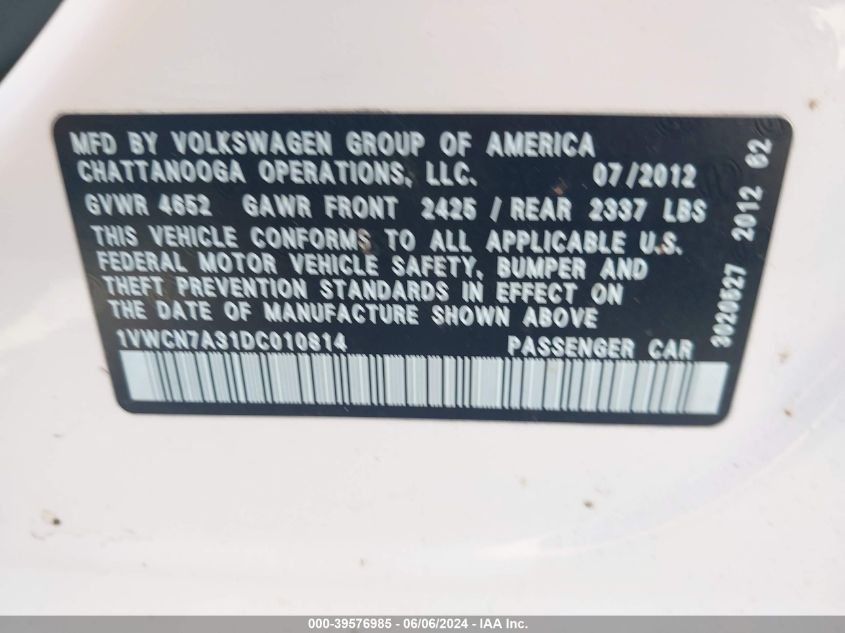 MFD BY VOLKSWAGEN GROUP OF AMERICA
CHATTANOOGA OPERATIONS, LLC. 07/2012
GVWR 4652 GAWR FRONT 2425 / REAR 2337 LBS
THIS VEHICLE CONFORMS TO ALL APPLICABLE U.S.
FEDERAL MOTOR VEHICLE SAFETY, BUMPER AND
THEFT PREVENTION STANDARDS IN EFFECT ON
THE DATE OF MANUFACTURE SHOWN ABOVE
1VWCN7A31DC010814 PASSENGER CAR
3020527 2012 62
000-39576985 - 06/06/2024 - IAA Inc.